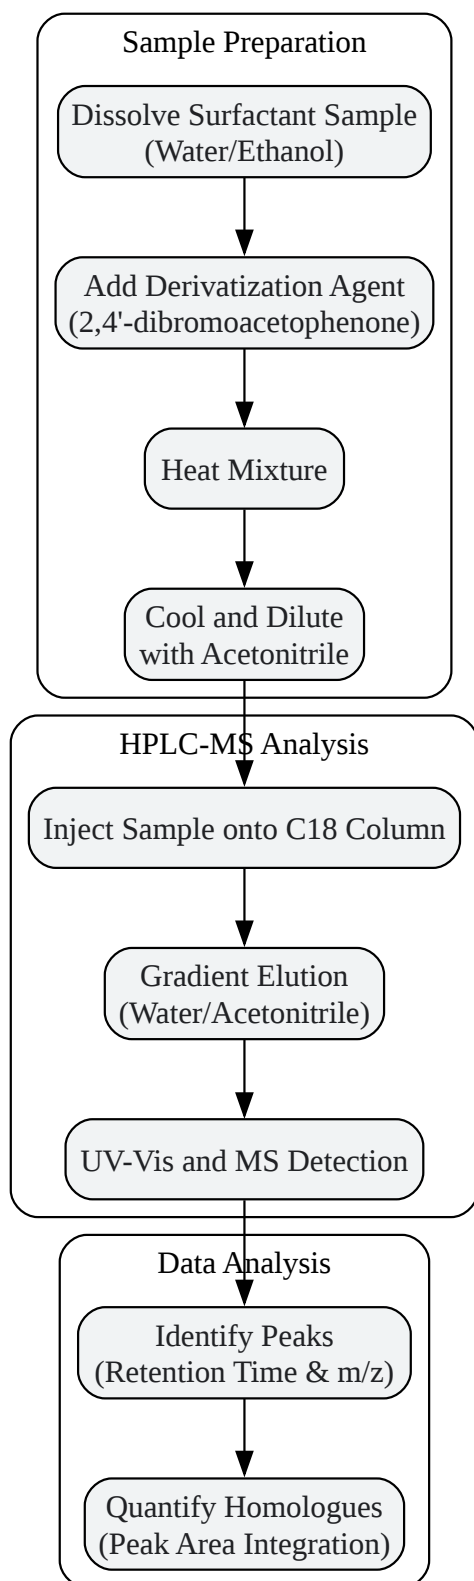 Sample Preparation
Dissolve Surfactant Sample
(Water/Ethanol)
Add Derivatization Agent
(2,4'-dibromoacetophenone)
Heat Mixture
Cool and Dilute
with Acetonitrile
HPLC-MS Analysis
Inject Sample onto C18 Column
Gradient Elution
(Water/Acetonitrile)
UV-Vis and MS Detection
Data Analysis
Identify Peaks
(Retention Time & m/z)
Quantify Homologues
(Peak Area Integration)